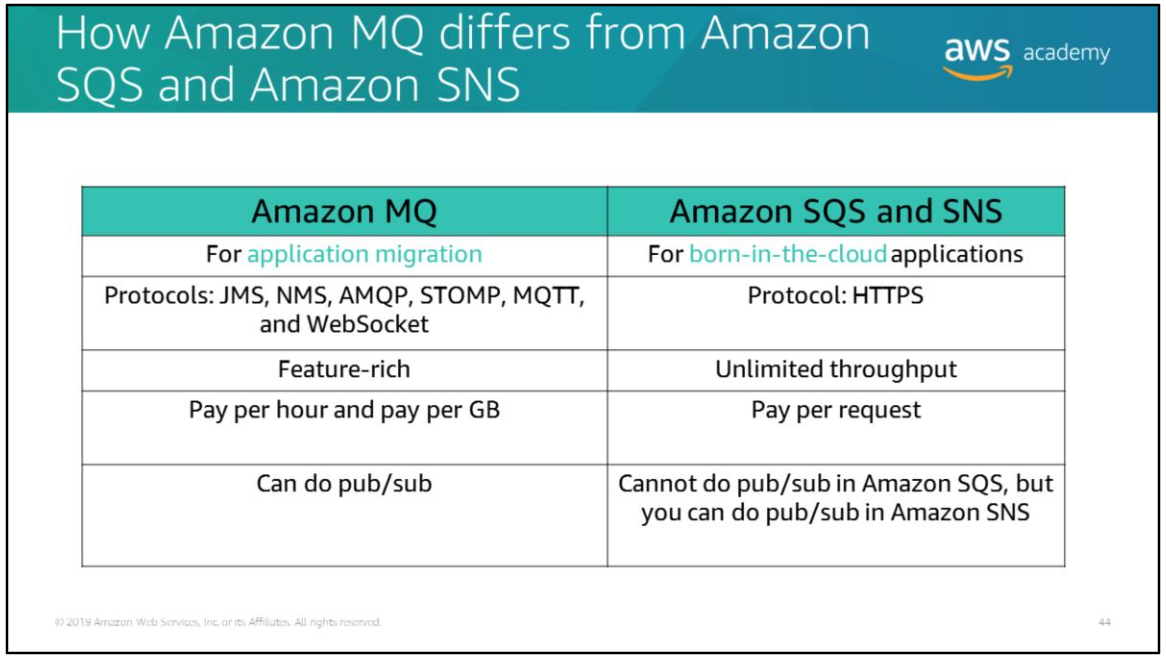 How Amazon MQ differs from Amazon
SQS and Amazon SNS
aws academy
Amazon MQ
Amazon SQS and SNS
For application migration
For born-in-the-cloud applications
Protocols: JMS, NMS, AMQP, STOMP, MQTT,
and WebSocket
Protocol: HTTPS
Feature-rich
Unlimited throughput
Pay per hour and pay per GB
Pay per request
Can do pub/sub
Cannot do pub/sub in Amazon SQS, but
you can do pub/sub in Amazon SNS
© 2019 Amazon Web Services, Inc. or its Affiliates. All rights reserved.
44